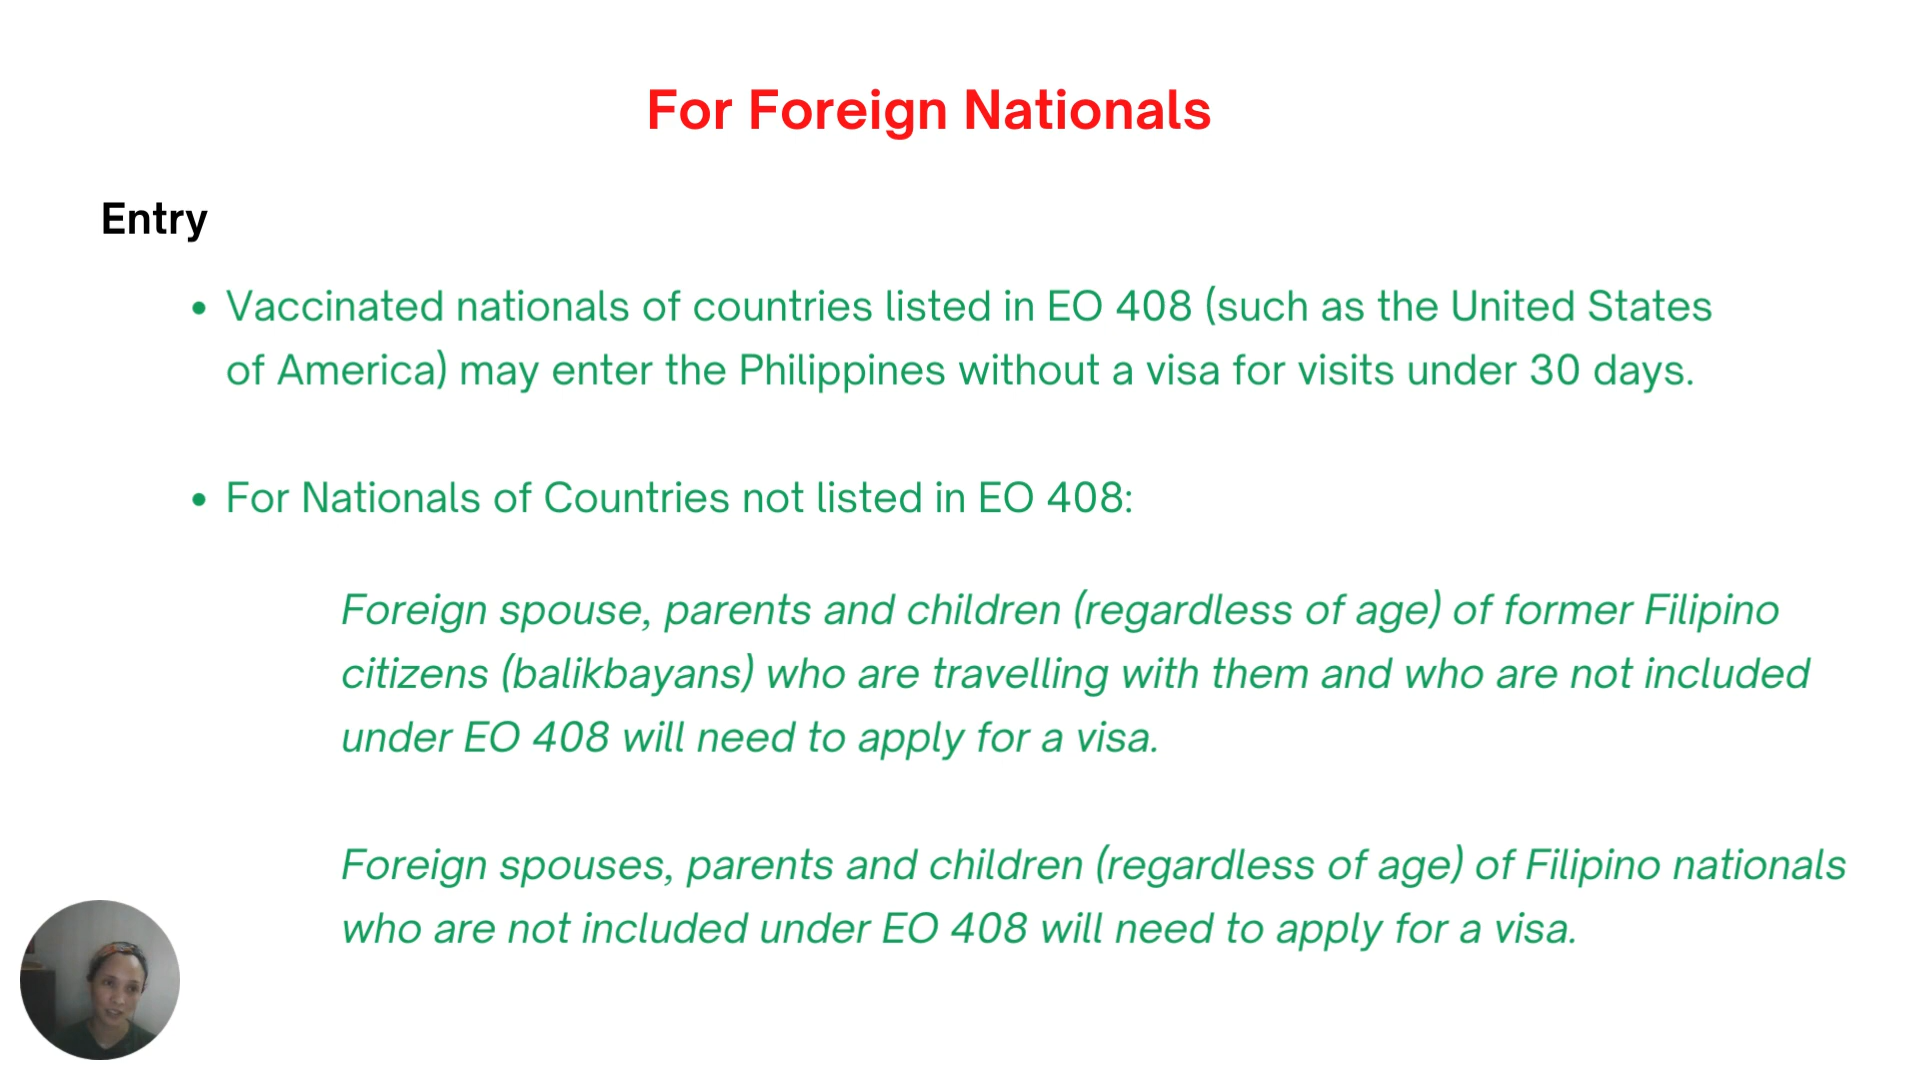 For Foreign Nationals
Entry
• Vaccinated nationals of countries listed in EO 408 (such as the United States
of America) may enter the Philippines without a visa for visits under 30 days.
• For Nationals of Countries not listed in EO 408:
Foreign spouse, parents and children (regardless of age) of former Filipino
citizens (balikbayans) who are travelling with them and who are not included
under EO 408 will need to apply for a visa.
Foreign spouses, parents and children (regardless of age) of Filipino nationals
who are not included under EO 408 will need to apply for a visa.